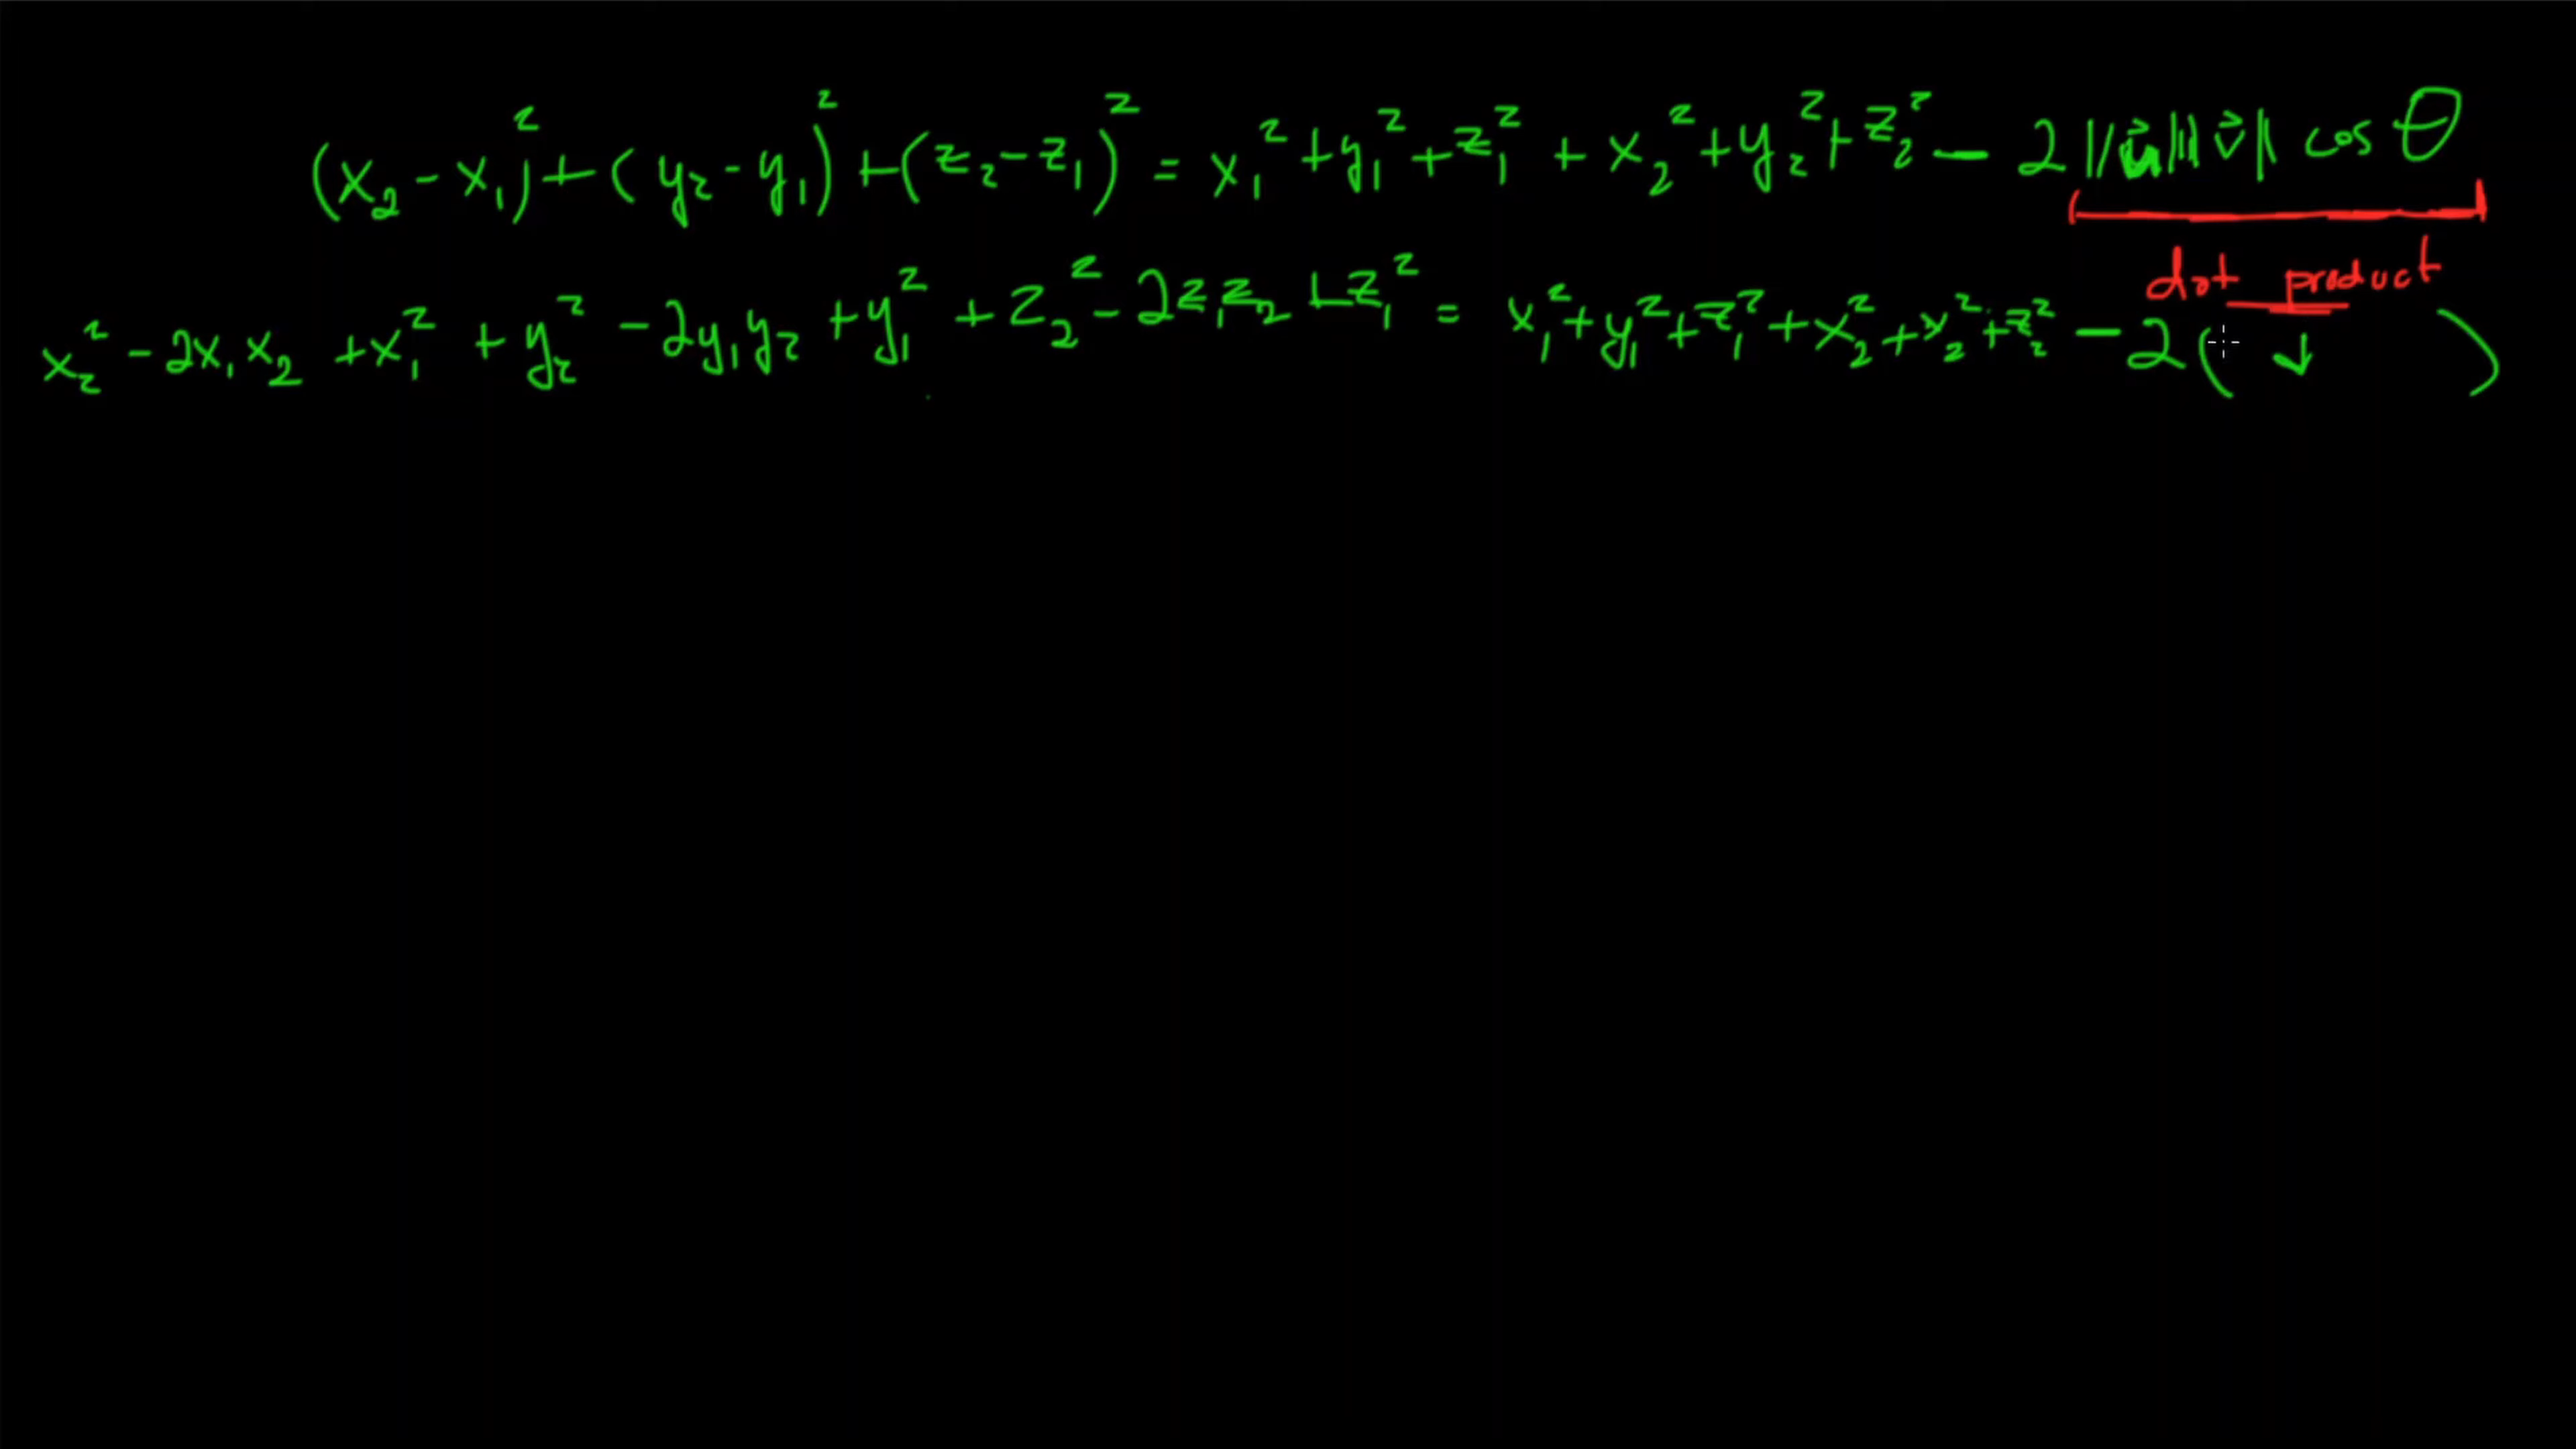 (x₂ - x₁)² + (y₂ - y₁)² + (z₂ - z₁)² = x₁² + y₁² + z₁² + x₂² + y₂² + z₂² - 2 ||u⃗|| ||v⃗|| cos θ
dot product
x₂² - 2x₁x₂ + x₁² + y₂² - 2y₁y₂ + y₁² + z₂² - 2z₁z₂ + z₁² = x₁² + y₁² + z₁² + x₂² + x₂² + z₂² - 2( ↓ )